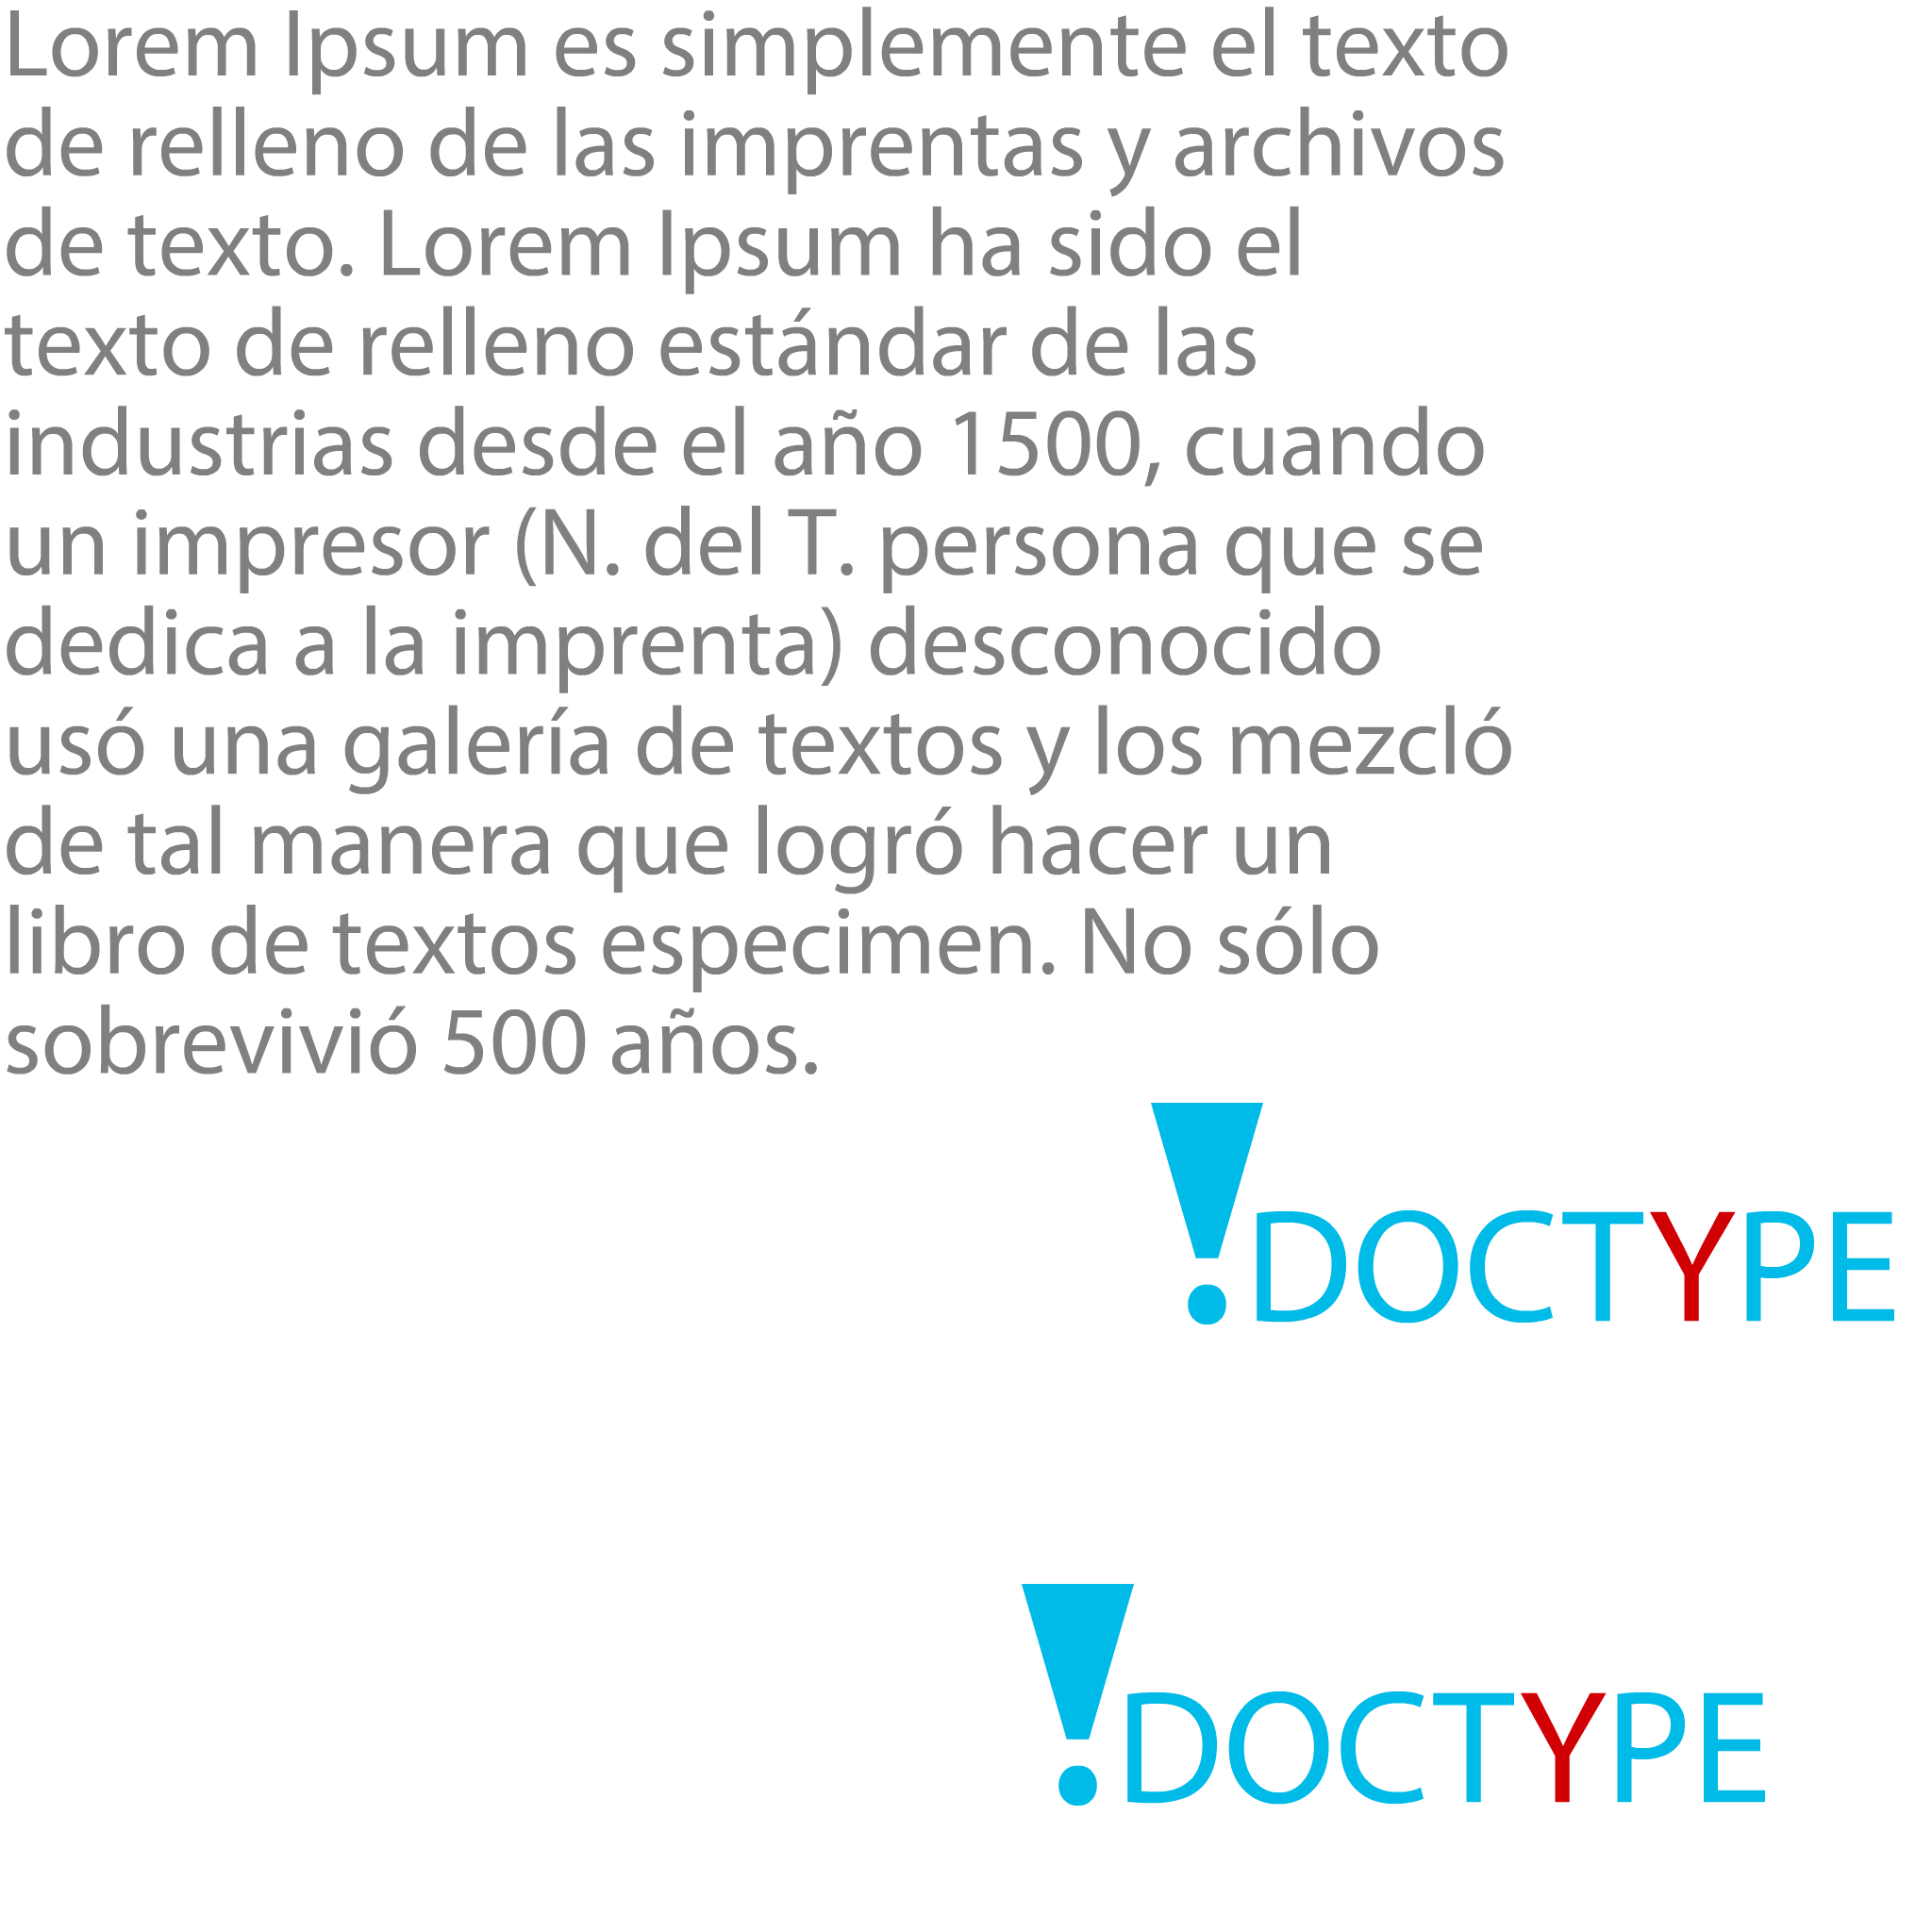 Lorem Ipsum es simplemente el texto
de relleno de las imprentas y archivos
de texto. Lorem Ipsum ha sido el
texto de relleno estándar de las
industrias desde el año 1500, cuando
un impresor (N. del T. persona que se
dedica a la imprenta) desconocido
usó una galería de textos y los mezcló
de tal manera que logró hacer un
libro de textos especimen. No sólo
sobrevivió 500 años.
!DOCTYPE
!DOCTYPE